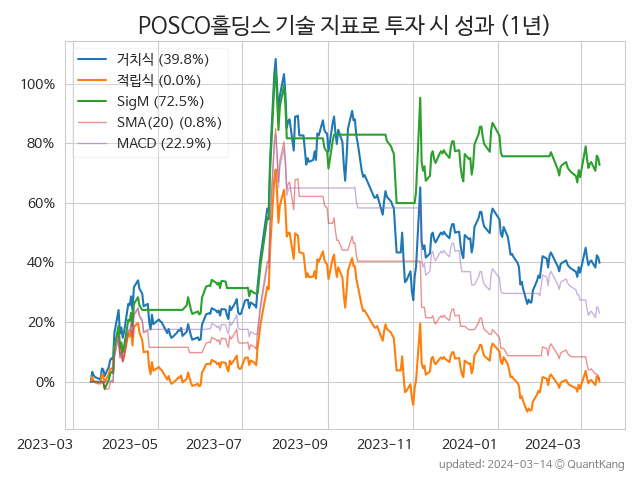 POSCO홀딩스 기술 지표로 투자 시 성과 (1년)
거치식 (39.8%)
적립식 (0.0%)
SigM (72.5%)
SMA(20) (0.8%)
MACD (22.9%)
100%
80%
60%
40%
20%
0%
2023-03 2023-05 2023-07 2023-09 2023-11 2024-01 2024-03
updated: 2024-03-14 © QuantKang